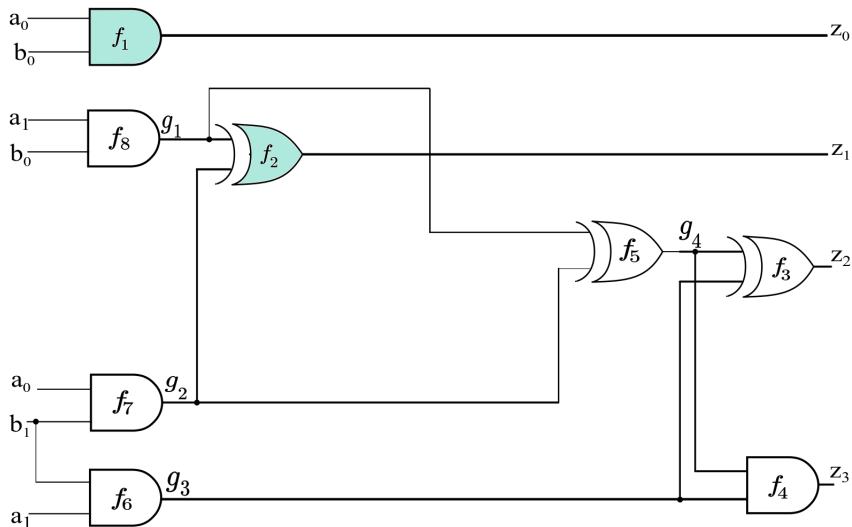 a₀
f₁
z₀
b₀
a₁
g₁
f₈
b₀
f₂
z₁
g₄
f₅
f₃
z₂
a₀
g₂
f₇
b₁
g₃
f₆
a₁
z₃
f₄